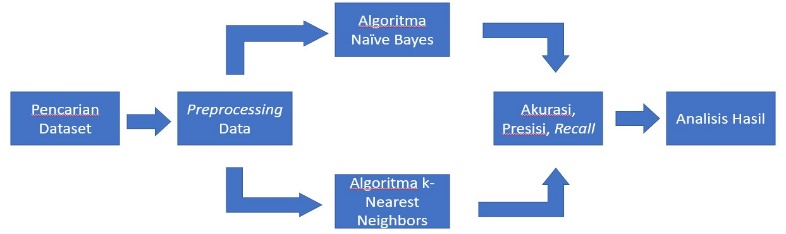 Pencarian
Dataset
Preprocessing
Data
Algoritma
Naïve Bayes
Algoritma k-
Nearest
Neighbors
Akurasi,
Presisi, Recall
Analisis Hasil